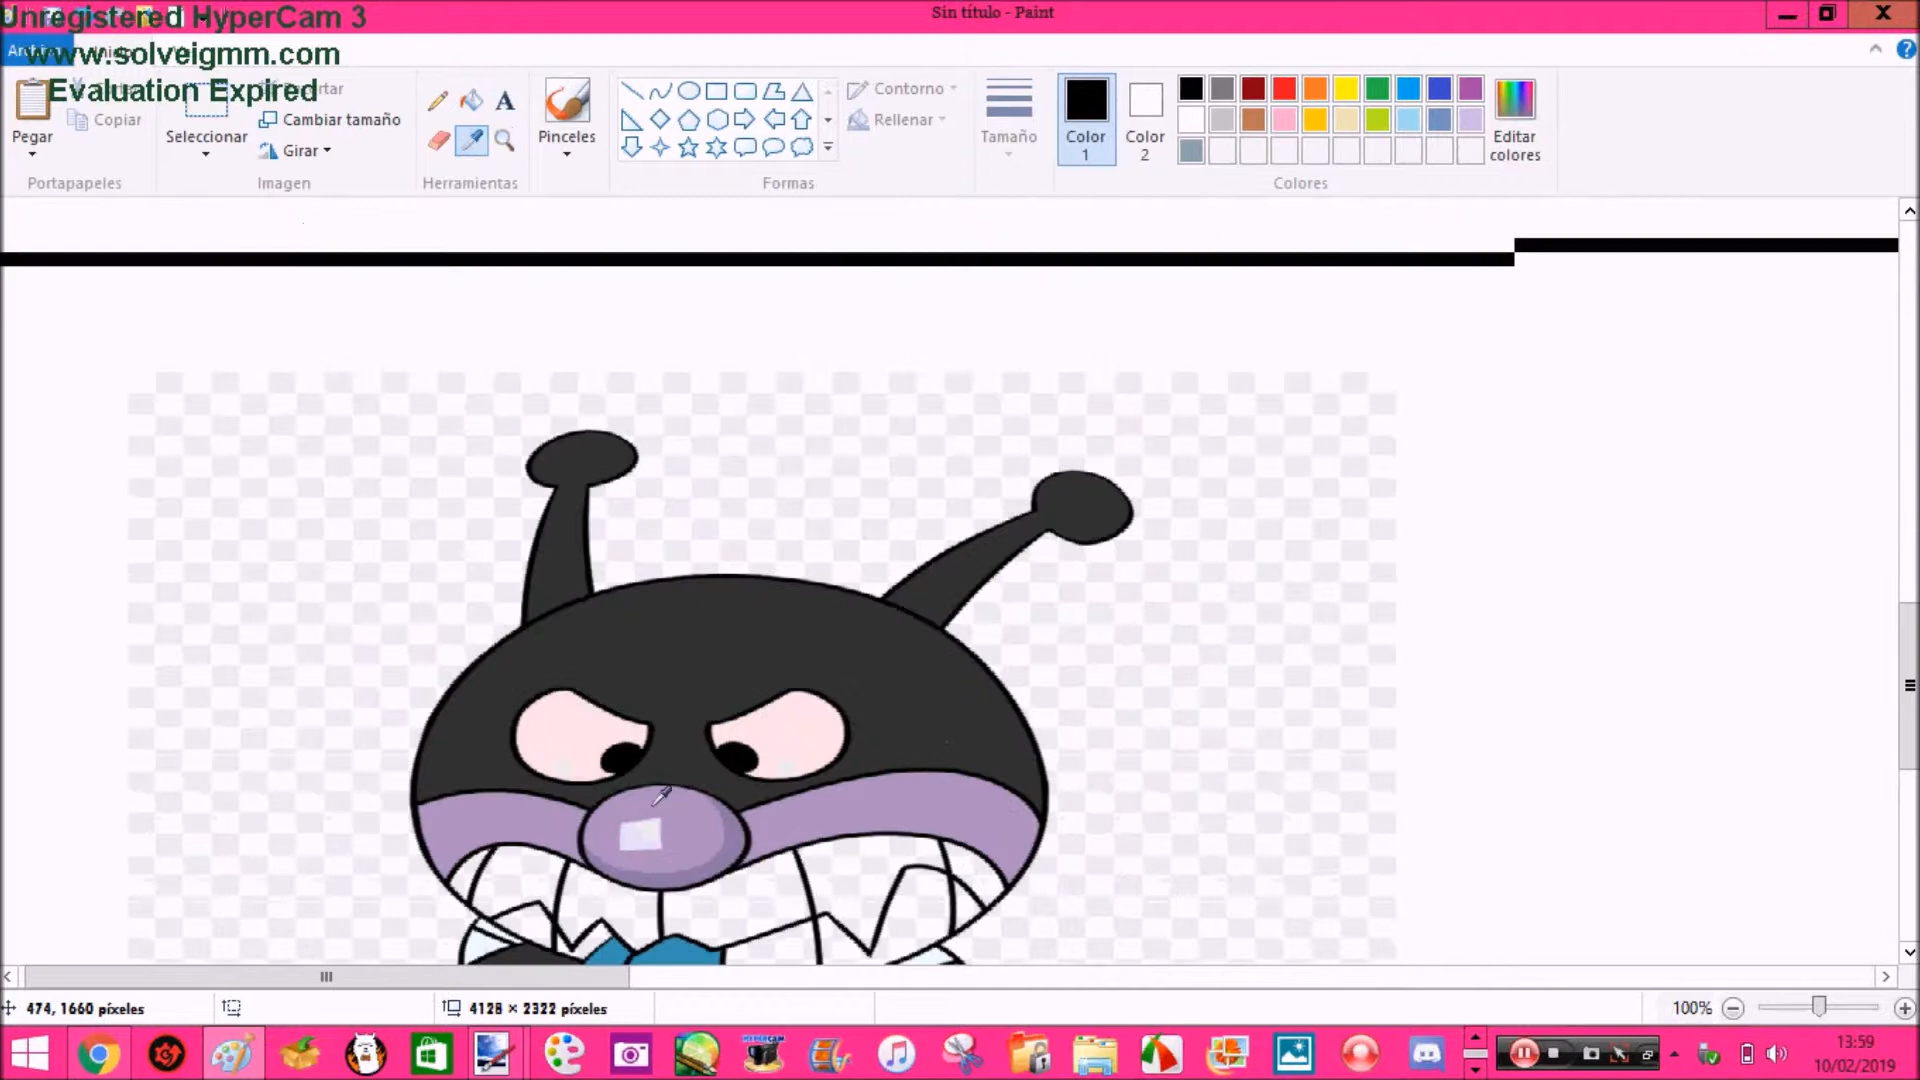 Unregistered HyperCam 3
Sin título - Paint
www.solveigmm.com
Evaluation Expired
Pegar
Copiar
Seleccionar
Cambiar tamaño
Girar
Pinceles
Contorno
Rellenar
Tamaño
Color 1
Color 2
Editar colores
Portapapeles
Imagen
Herramientas
Formas
Colores
474, 1660 píxeles
4128 × 2322 píxeles
100%
13:59
10/02/2019